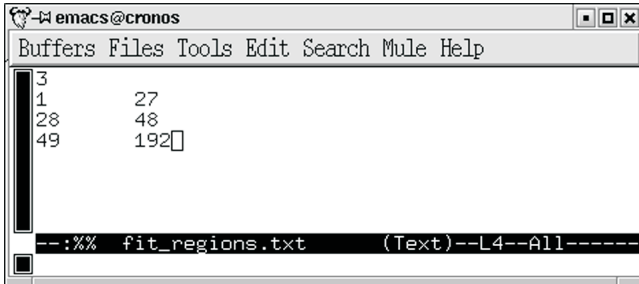 emacs@cronos
Buffers Files Tools Edit Search Mule Help
3
1 27
28 48
49 192
--:%% fit_regions.txt (Text)--L4--All------